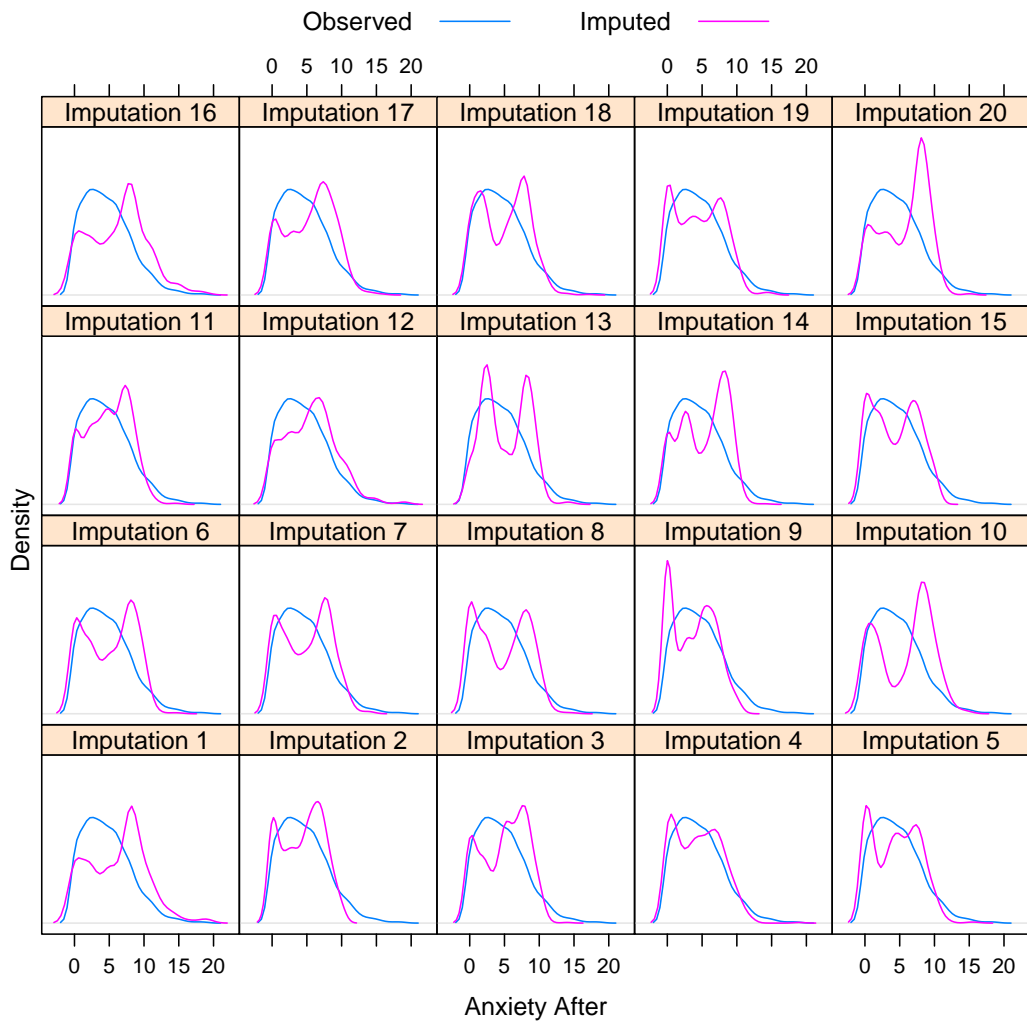 Observed Imputed
0 5 10 15 20 0 5 10 15 20
Imputation 16 Imputation 17 Imputation 18 Imputation 19 Imputation 20
Imputation 11 Imputation 12 Imputation 13 Imputation 14 Imputation 15
Density
Imputation 6 Imputation 7 Imputation 8 Imputation 9 Imputation 10
Imputation 1 Imputation 2 Imputation 3 Imputation 4 Imputation 5
0 5 10 15 20 0 5 10 15 20 0 5 10 15 20
Anxiety After